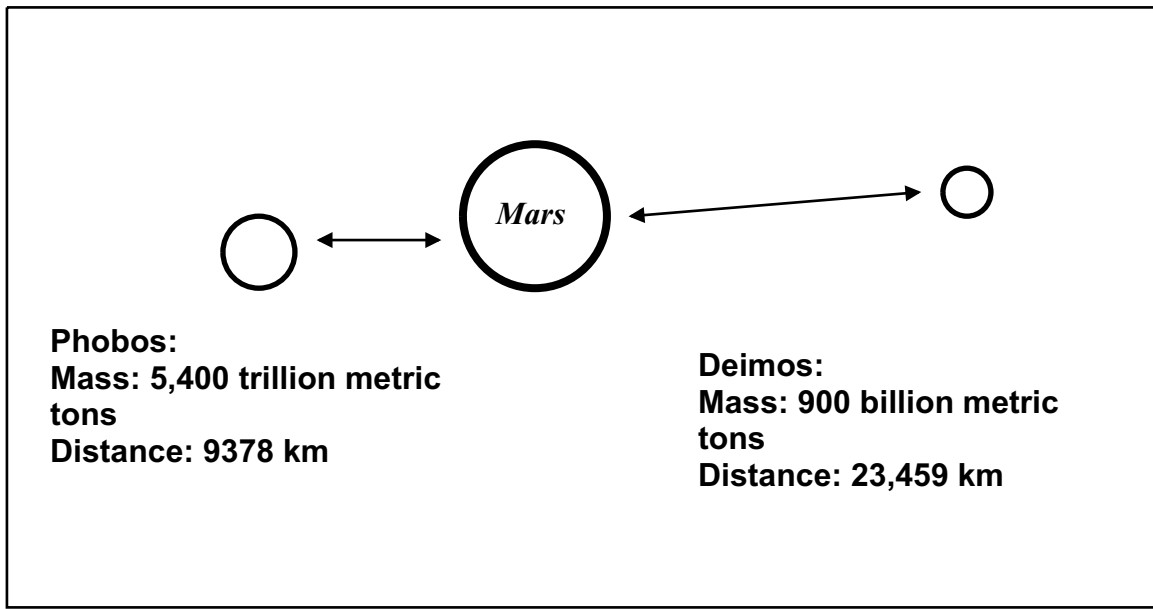 Mars
Phobos:
Mass: 5,400 trillion metric
tons
Distance: 9378 km
Deimos:
Mass: 900 billion metric
tons
Distance: 23,459 km